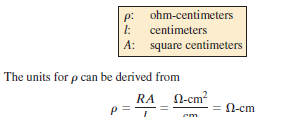 ρ: ohm-centimeters
l: centimeters
A: square centimeters
The units for ρ can be derived from
ρ = RA / l = Ω-cm² / cm = Ω-cm